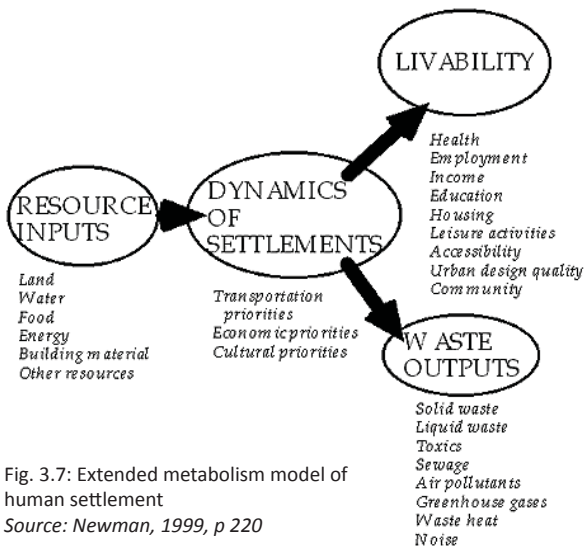 RESOURCE
INPUTS
Land
Water
Food
Energy
Building material
Other resources
DYNAMICS
OF
SETTLEMENTS
Transportation
priorities
Economic priorities
Cultural priorities
LIVABILITY
Health
Employment
Income
Education
Housing
Leisure activities
Accessibility
Urban design quality
Community
WASTE
OUTPUTS
Solid waste
Liquid waste
Toxics
Sewage
Air pollutants
Greenhouse gases
Waste heat
Noise
Fig. 3.7: Extended metabolism model of
human settlement
Source: Newman, 1999, p 220